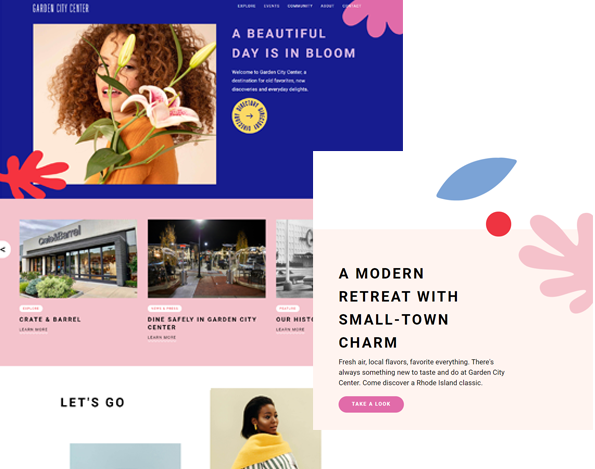 GARDEN CITY CENTER
EXPLORE EVENTS COMMUNITY ABOUT CONTACT
A BEAUTIFUL
DAY IS IN BLOOM
Welcome to Garden City Center, a
destination for old favorites, new
discoveries and everyday delights.
DIRECTORY DIRECTORY DIRECTORY
Crate&Barrel
EXPLORE
CRATE & BARREL
LEARN MORE
NEWS & PRESS
DINE SAFELY IN GARDEN CITY
CENTER
LEARN MORE
FEATURE
OUR HISTO
LEARN MORE
A MODERN
RETREAT WITH
SMALL-TOWN
CHARM
Fresh air, local flavors, favorite everything. There's
always something new to taste and do at Garden City
Center. Come discover a Rhode Island classic.
TAKE A LOOK
LET'S GO